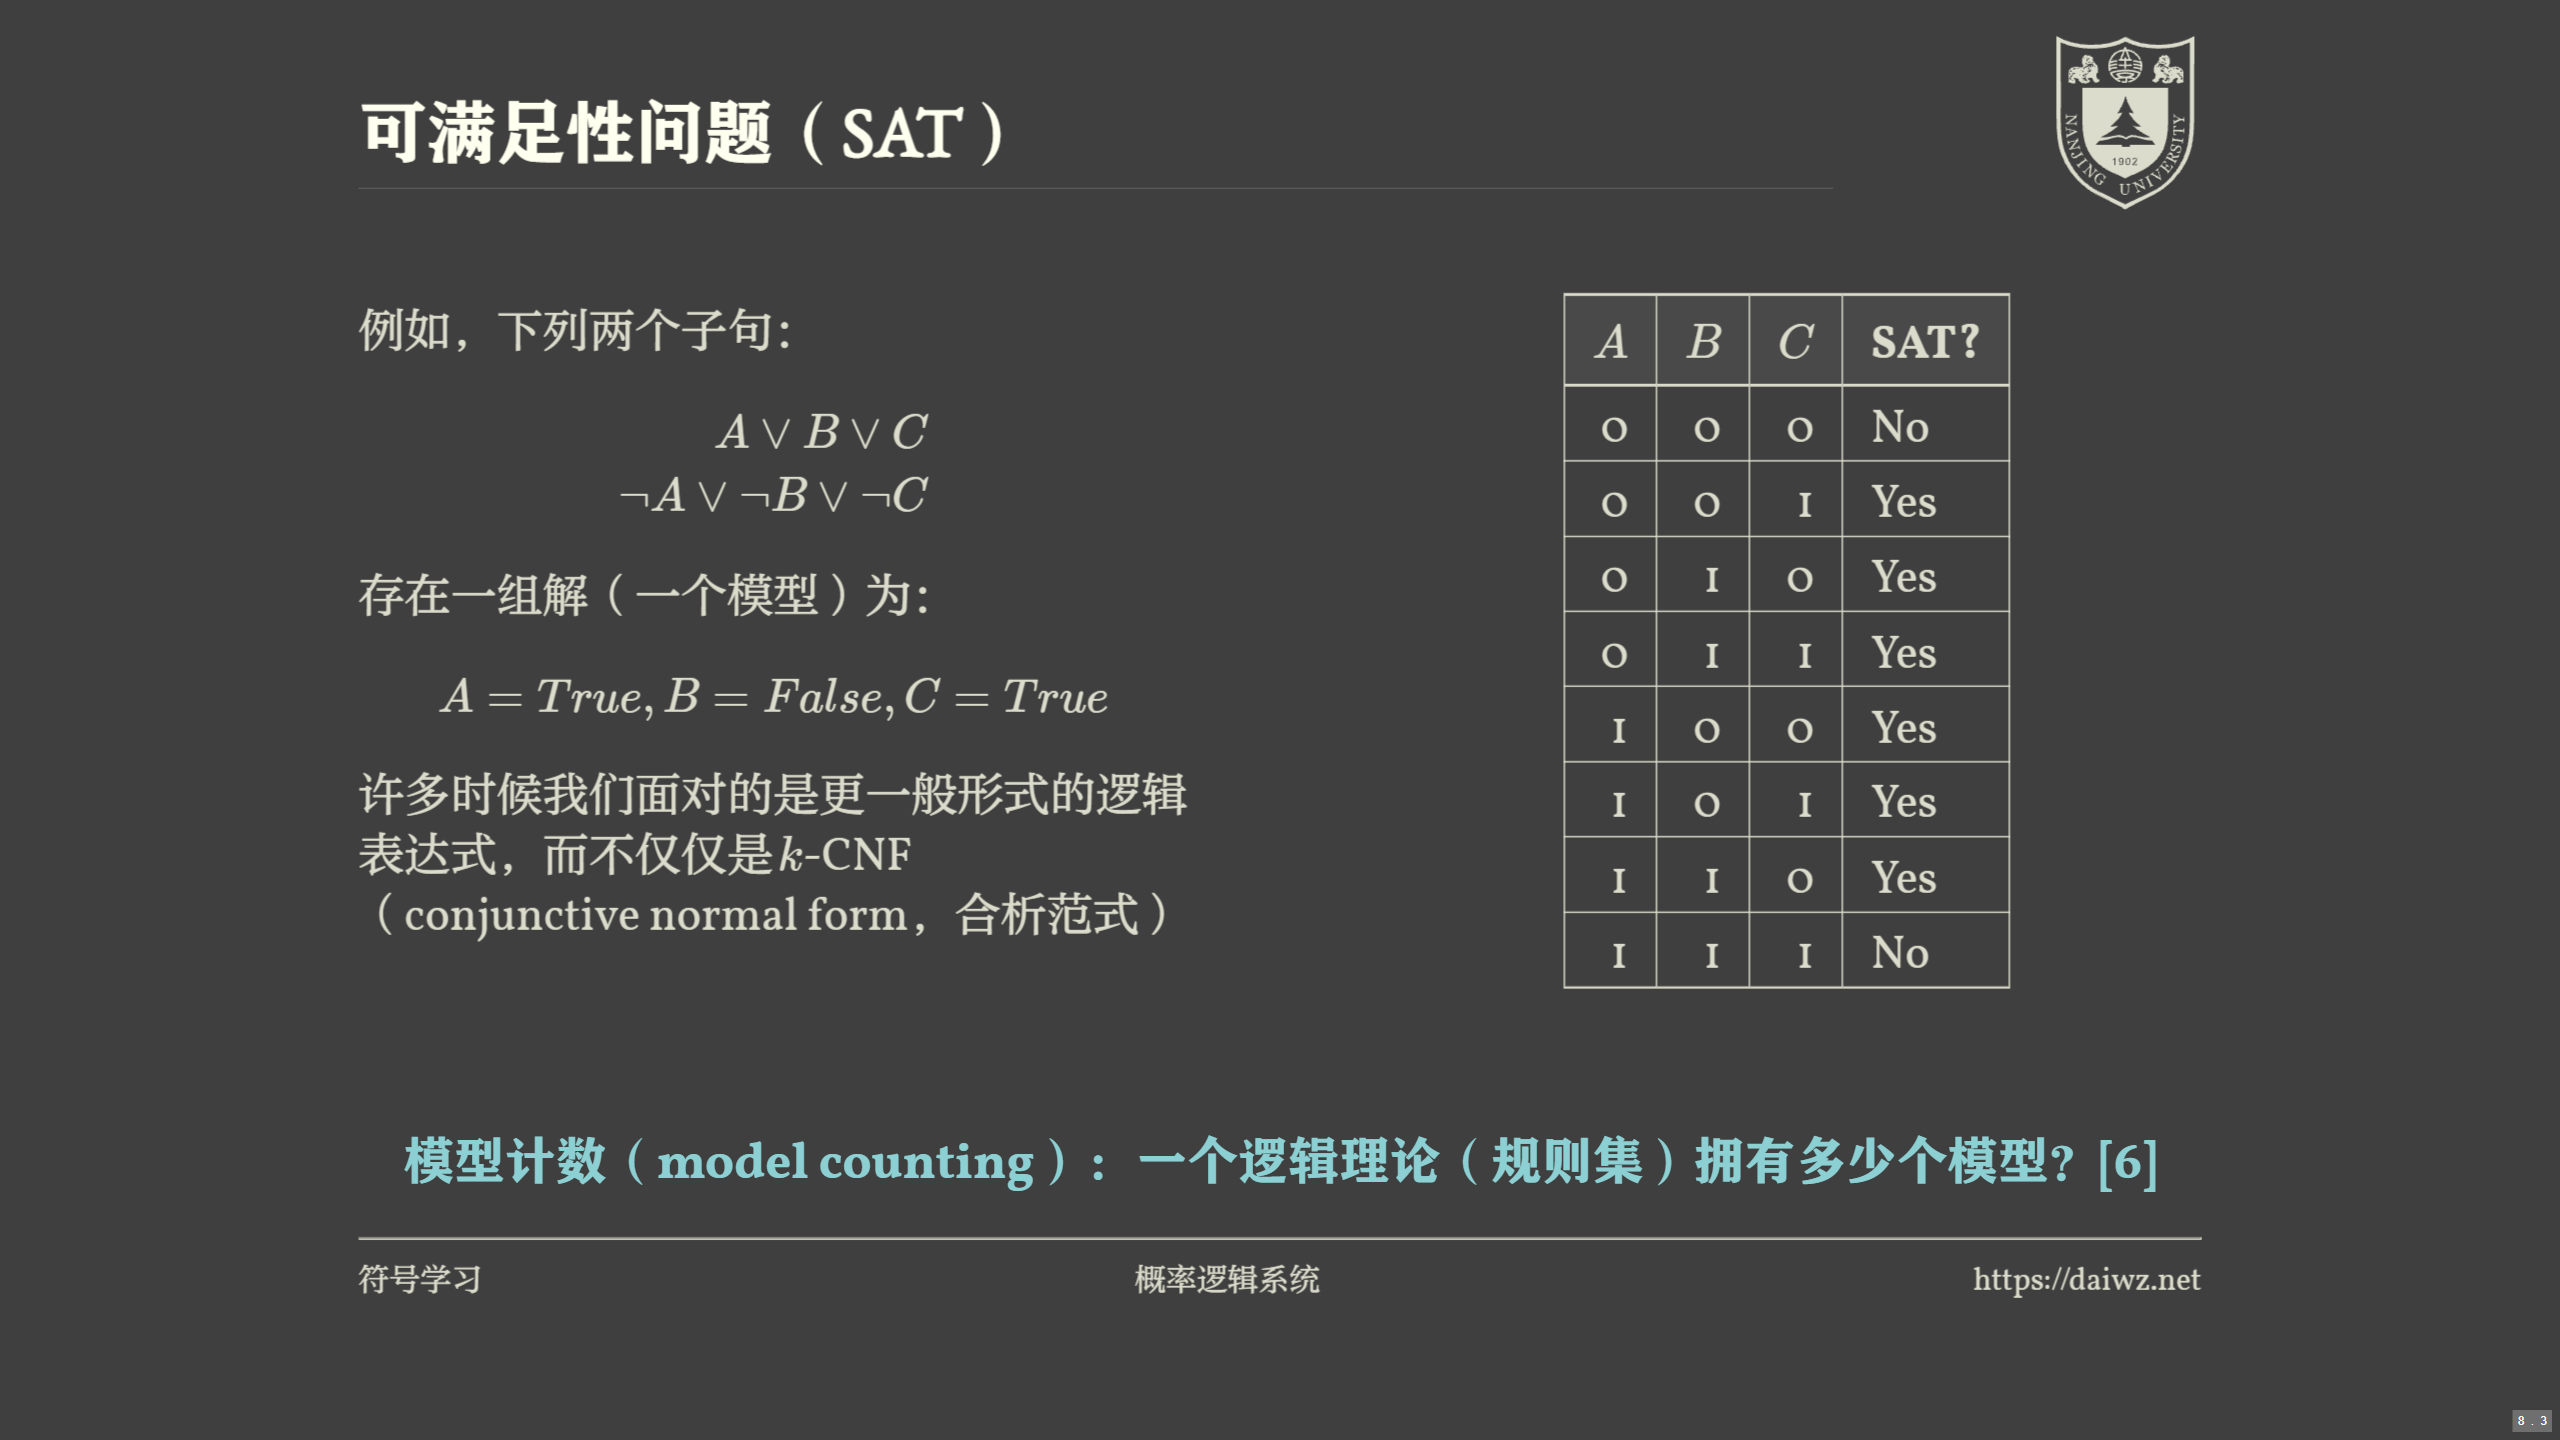 可满足性问题（SAT）
NANJING UNIVERSITY
1902
例如，下列两个子句：
A ∨ B ∨ C
¬A ∨ ¬B ∨ ¬C
存在一组解（一个模型）为：
A = True, B = False, C = True
许多时候我们面对的是更一般形式的逻辑
表达式，而不仅仅是k-CNF
（conjunctive normal form，合析范式）
A B C SAT?
0 0 0 No
0 0 1 Yes
0 1 0 Yes
0 1 1 Yes
1 0 0 Yes
1 0 1 Yes
1 1 0 Yes
1 1 1 No
模型计数（model counting）：一个逻辑理论（规则集）拥有多少个模型？[6]
符号学习 概率逻辑系统 https://daiwz.net
8.3